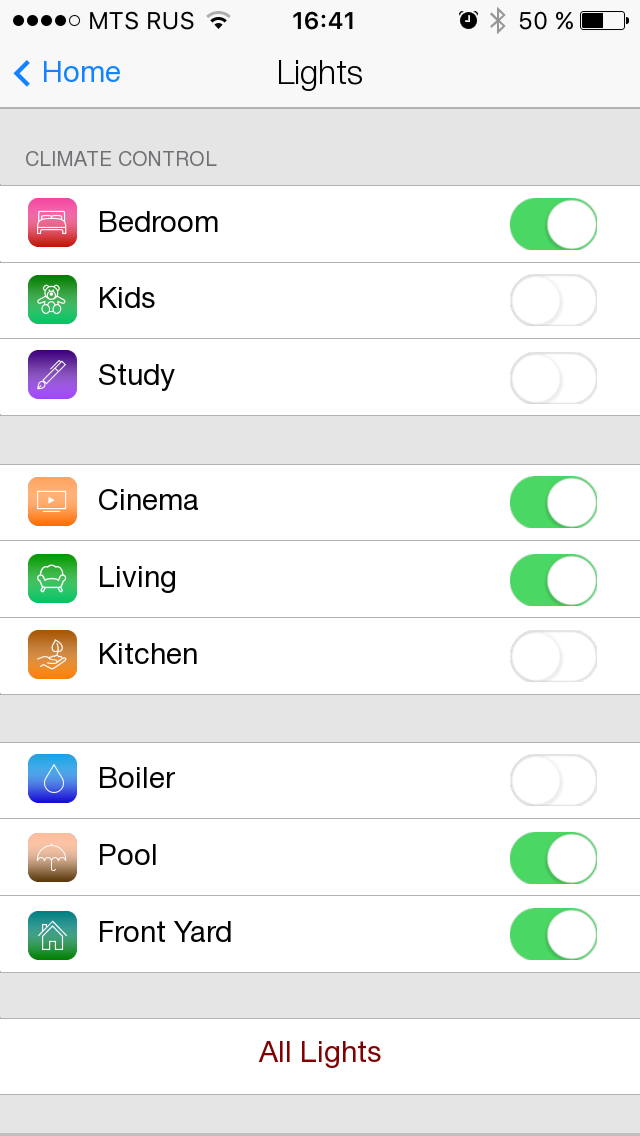 MTS RUS 16:41 50 %
Home Lights
CLIMATE CONTROL
Bedroom
Kids
Study
Cinema
Living
Kitchen
Boiler
Pool
Front Yard
All Lights